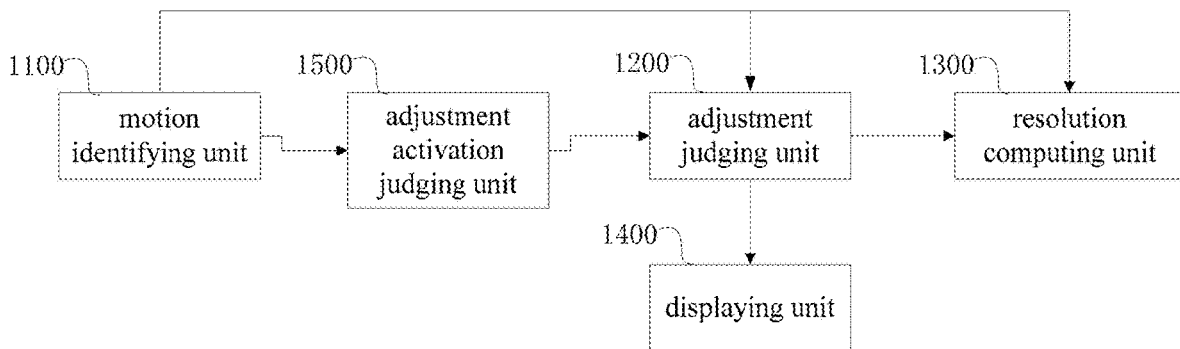 1100
motion
identifying unit
1500
adjustment
activation
judging unit
1200
adjustment
judging unit
1300
resolution
computing unit
1400
displaying unit